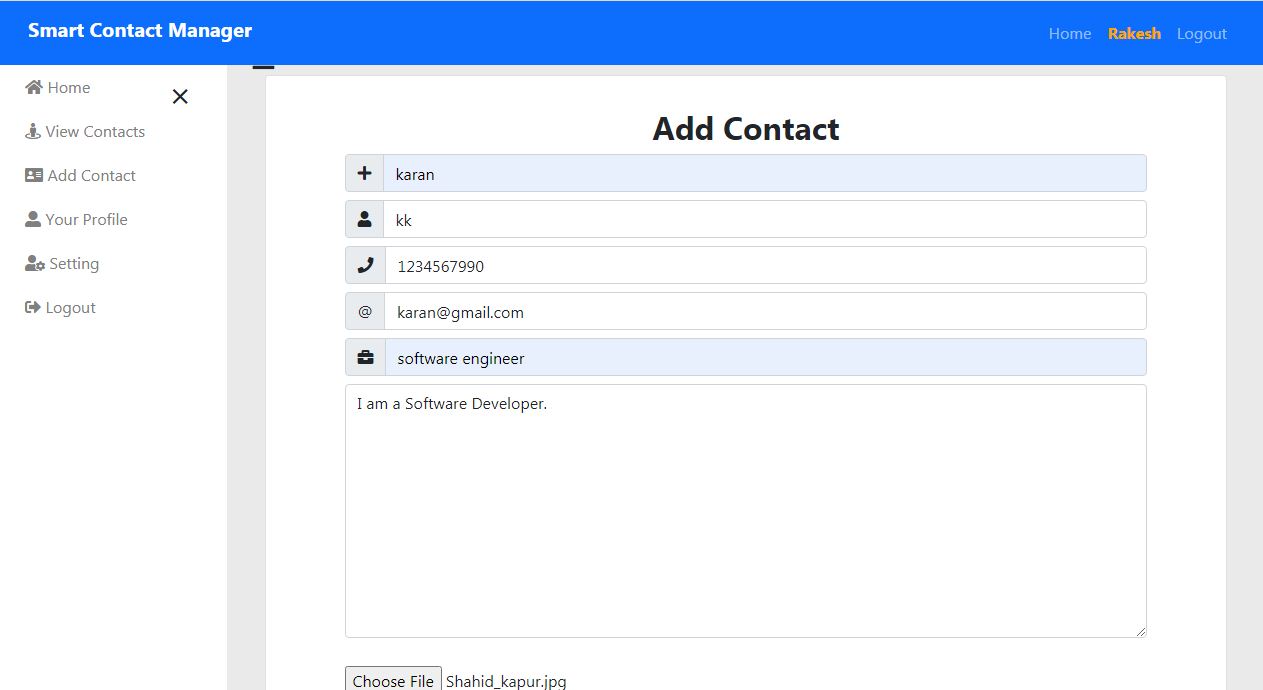 Smart Contact Manager
Home Rakesh Logout
Home
View Contacts
Add Contact
Your Profile
Setting
Logout
Add Contact
karan
kk
1234567990
@ karan@gmail.com
software engineer
I am a Software Developer.
Choose File Shahid_kapur.jpg